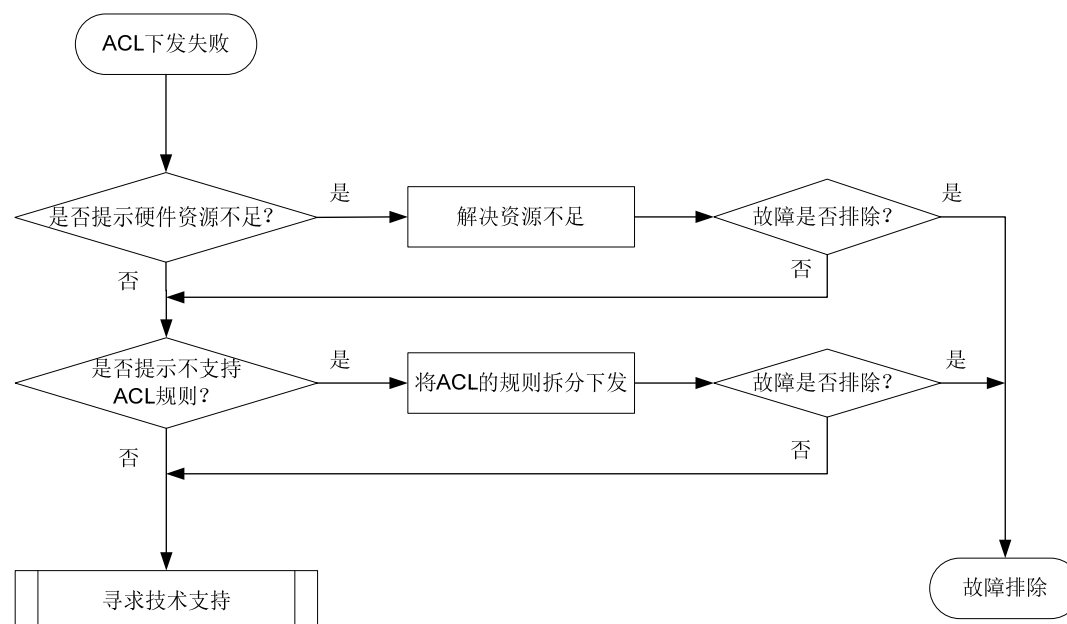 ACL下发失败
是否提示硬件资源不足？
是
解决资源不足
故障是否排除？
是
否
否
是否提示不支持
ACL规则？
是
将ACL的规则拆分下发
故障是否排除？
是
否
否
寻求技术支持
故障排除